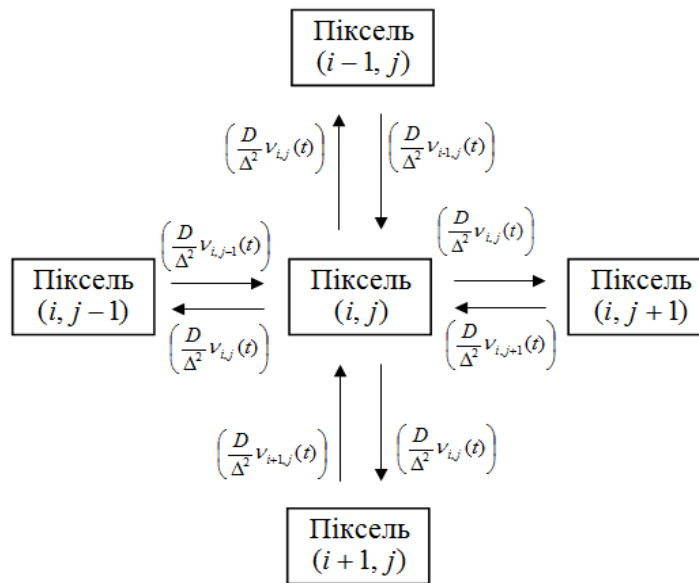 Піксель
(i − 1, j)
(D/Δ² ν_{i,j}(t))
(D/Δ² ν_{i-1,j}(t))
(D/Δ² ν_{i,j−1}(t))
(D/Δ² ν_{i,j}(t))
Піксель
(i, j − 1)
Піксель
(i, j)
Піксель
(i, j + 1)
(D/Δ² ν_{i,j}(t))
(D/Δ² ν_{i,j+1}(t))
(D/Δ² ν_{i+1,j}(t))
(D/Δ² ν_{i,j}(t))
Піксель
(i + 1, j)